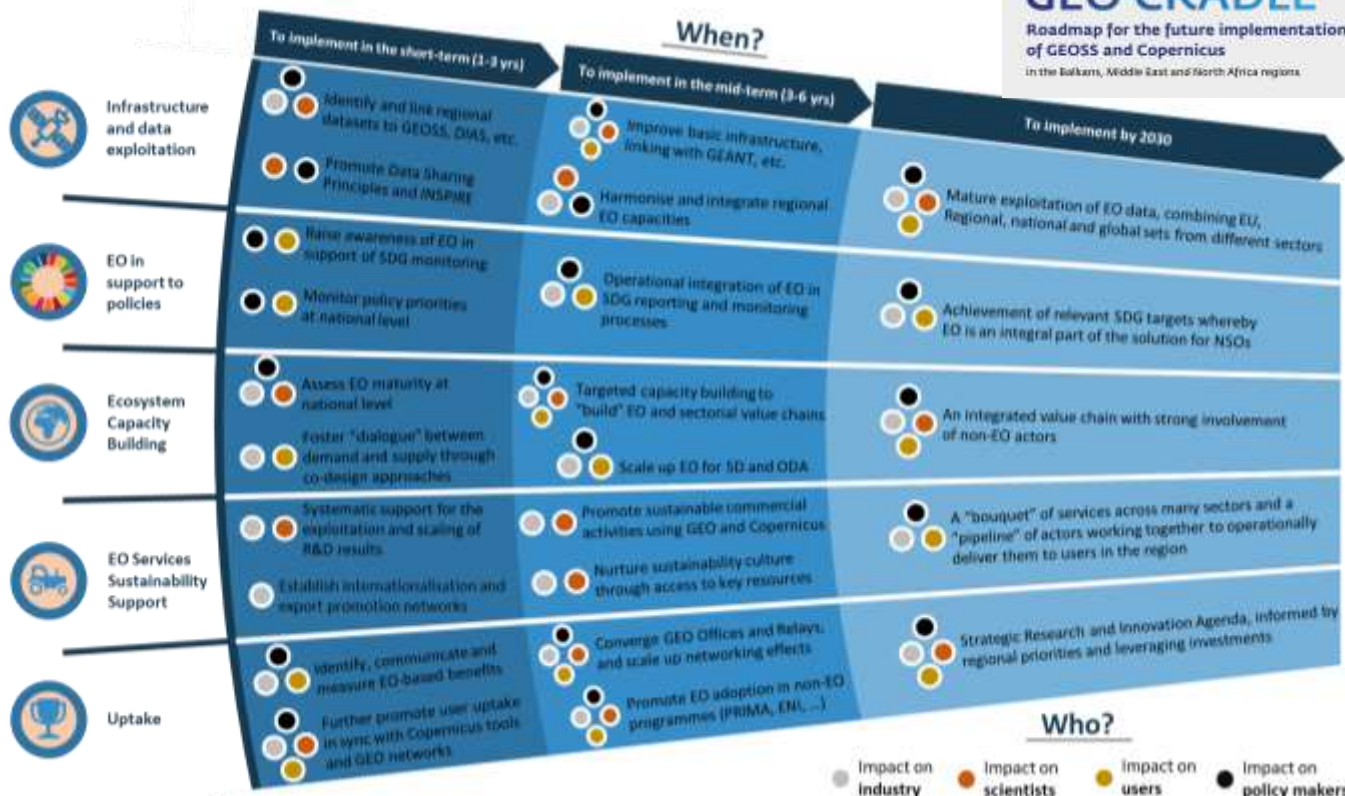 GEO CRADLE
Roadmap for the future implementation
of GEOSS and Copernicus
in the Balkans, Middle East and North Africa regions
When?
To implement in the short-term (1-3 yrs)
To implement in the mid-term (3-6 yrs)
To implement by 2030
Infrastructure
and data
exploitation
Identify and link regional
datasets to GEOSS, DIAS, etc.
Promote Data Sharing
Principles and INSPIRE
Improve basic infrastructure,
linking with GEANT, etc.
Harmonise and integrate regional
EO capacities
Mature exploitation of EO data, combining EU,
Regional, national and global sets from different sectors
EO in
support to
policies
Raise awareness of EO in
support of SDG monitoring
Monitor policy priorities
at national level
Operational integration of EO in
SDG reporting and monitoring
processes
Achievement of relevant SDG targets whereby
EO is an integral part of the solution for NSOs
Ecosystem
Capacity
Building
Assess EO maturity at
national level
Foster "dialogue" between
demand and supply through
co-design approaches
Targeted capacity building to
"build" EO and sectorial value chains
Scale up EO for SD and ODA
An integrated value chain with strong involvement
of non-EO actors
EO Services
Sustainability
Support
Systematic support for the
exploitation and scaling of
R&D results
Establish internationalisation and
export promotion networks
Promote sustainable commercial
activities using GEO and Copernicus
Nurture sustainability culture
through access to key resources
A "bouquet" of services across many sectors and a
"pipeline" of actors working together to operationally
deliver them to users in the region
Uptake
Identify, communicate and
measure EO-based benefits
Further promote user uptake
in sync with Copernicus tools
and GEO networks
Converge GEO Offices and Relays,
and scale up networking effects
Promote EO adoption in non-EO
programmes (PRIMA, ENI, ...)
Strategic Research and Innovation Agenda, informed by
regional priorities and leveraging investments
Who?
Impact on
industry
Impact on
scientists
Impact on
users
Impact on
policy makers